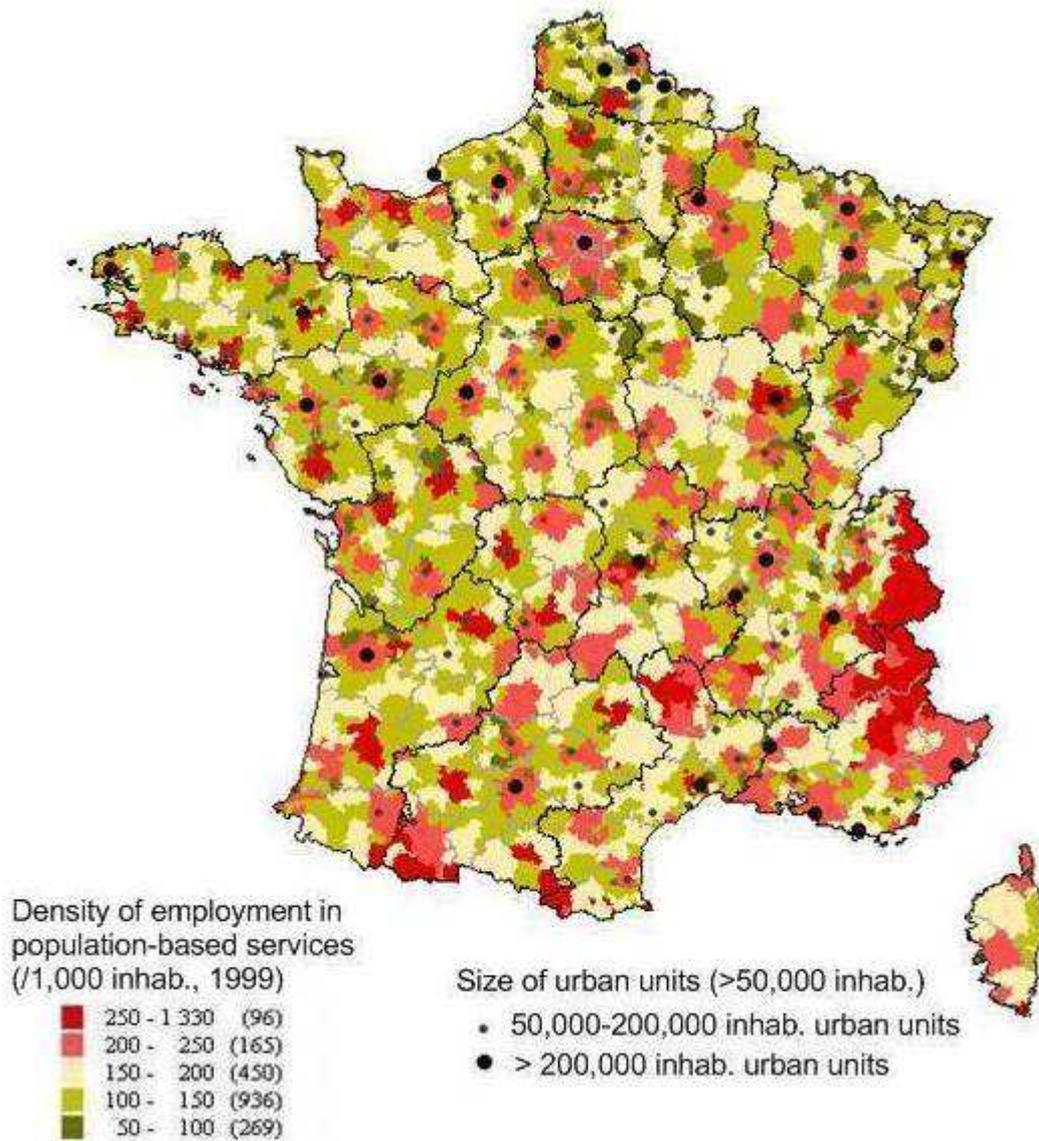 Density of employment in
population-based services
(/1,000 inhab., 1999)
250 - 1 330 (96)
200 - 250 (165)
150 - 200 (450)
100 - 150 (936)
50 - 100 (269)
Size of urban units (>50,000 inhab.)
50,000-200,000 inhab. urban units
> 200,000 inhab. urban units